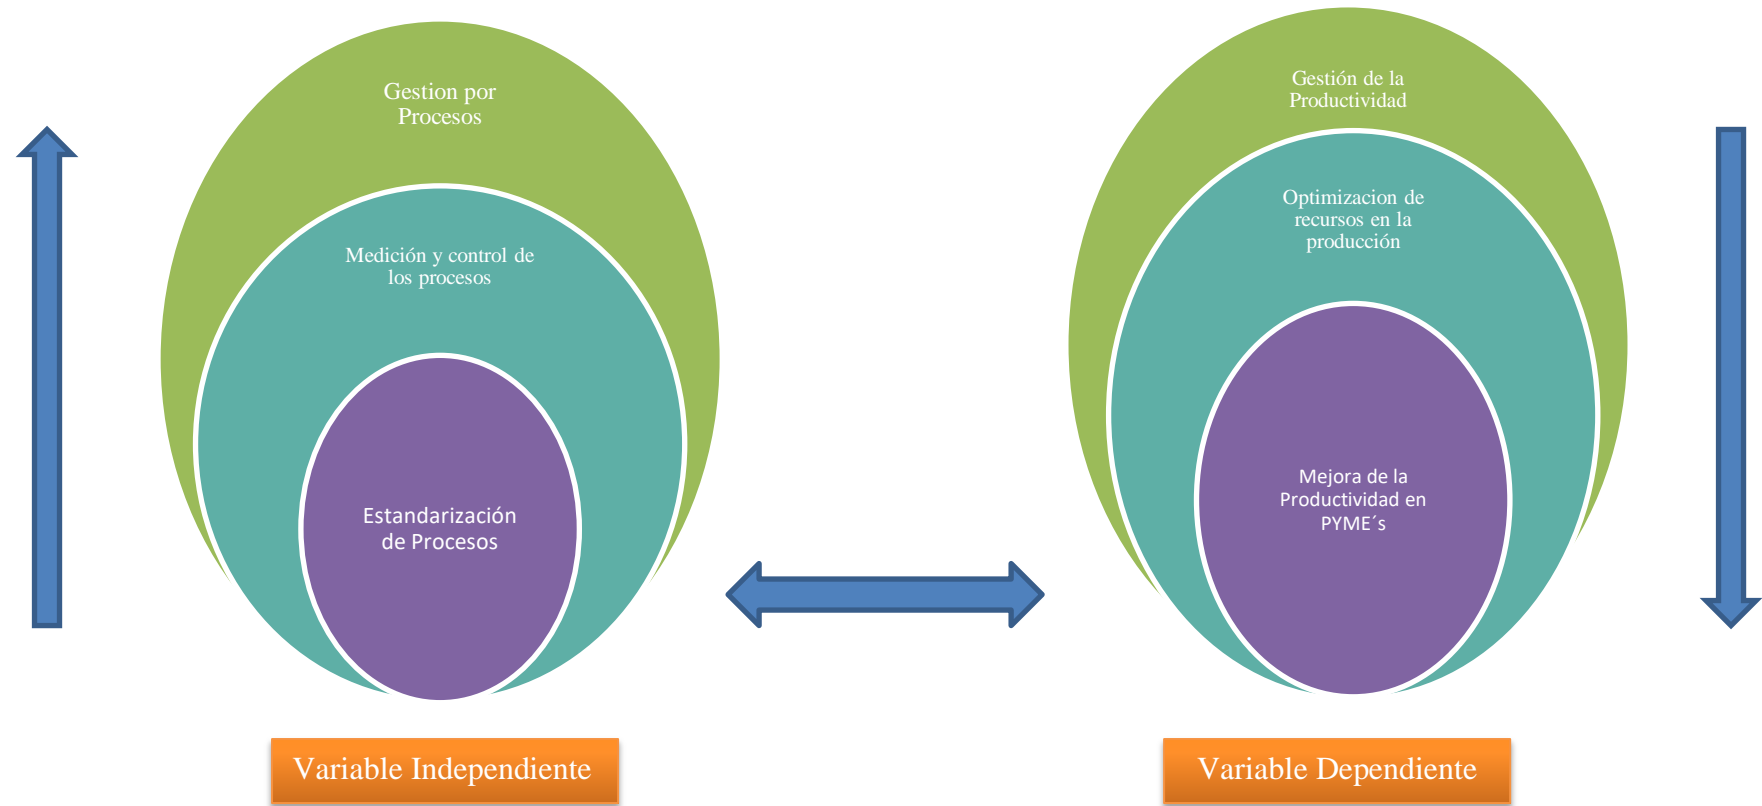 Gestion por
Procesos
Medición y control de
los procesos
Estandarización
de Procesos
Variable Independiente
Gestión de la
Productividad
Optimizacion de
recursos en la
producción
Mejora de la
Productividad en
PYME´s
Variable Dependiente